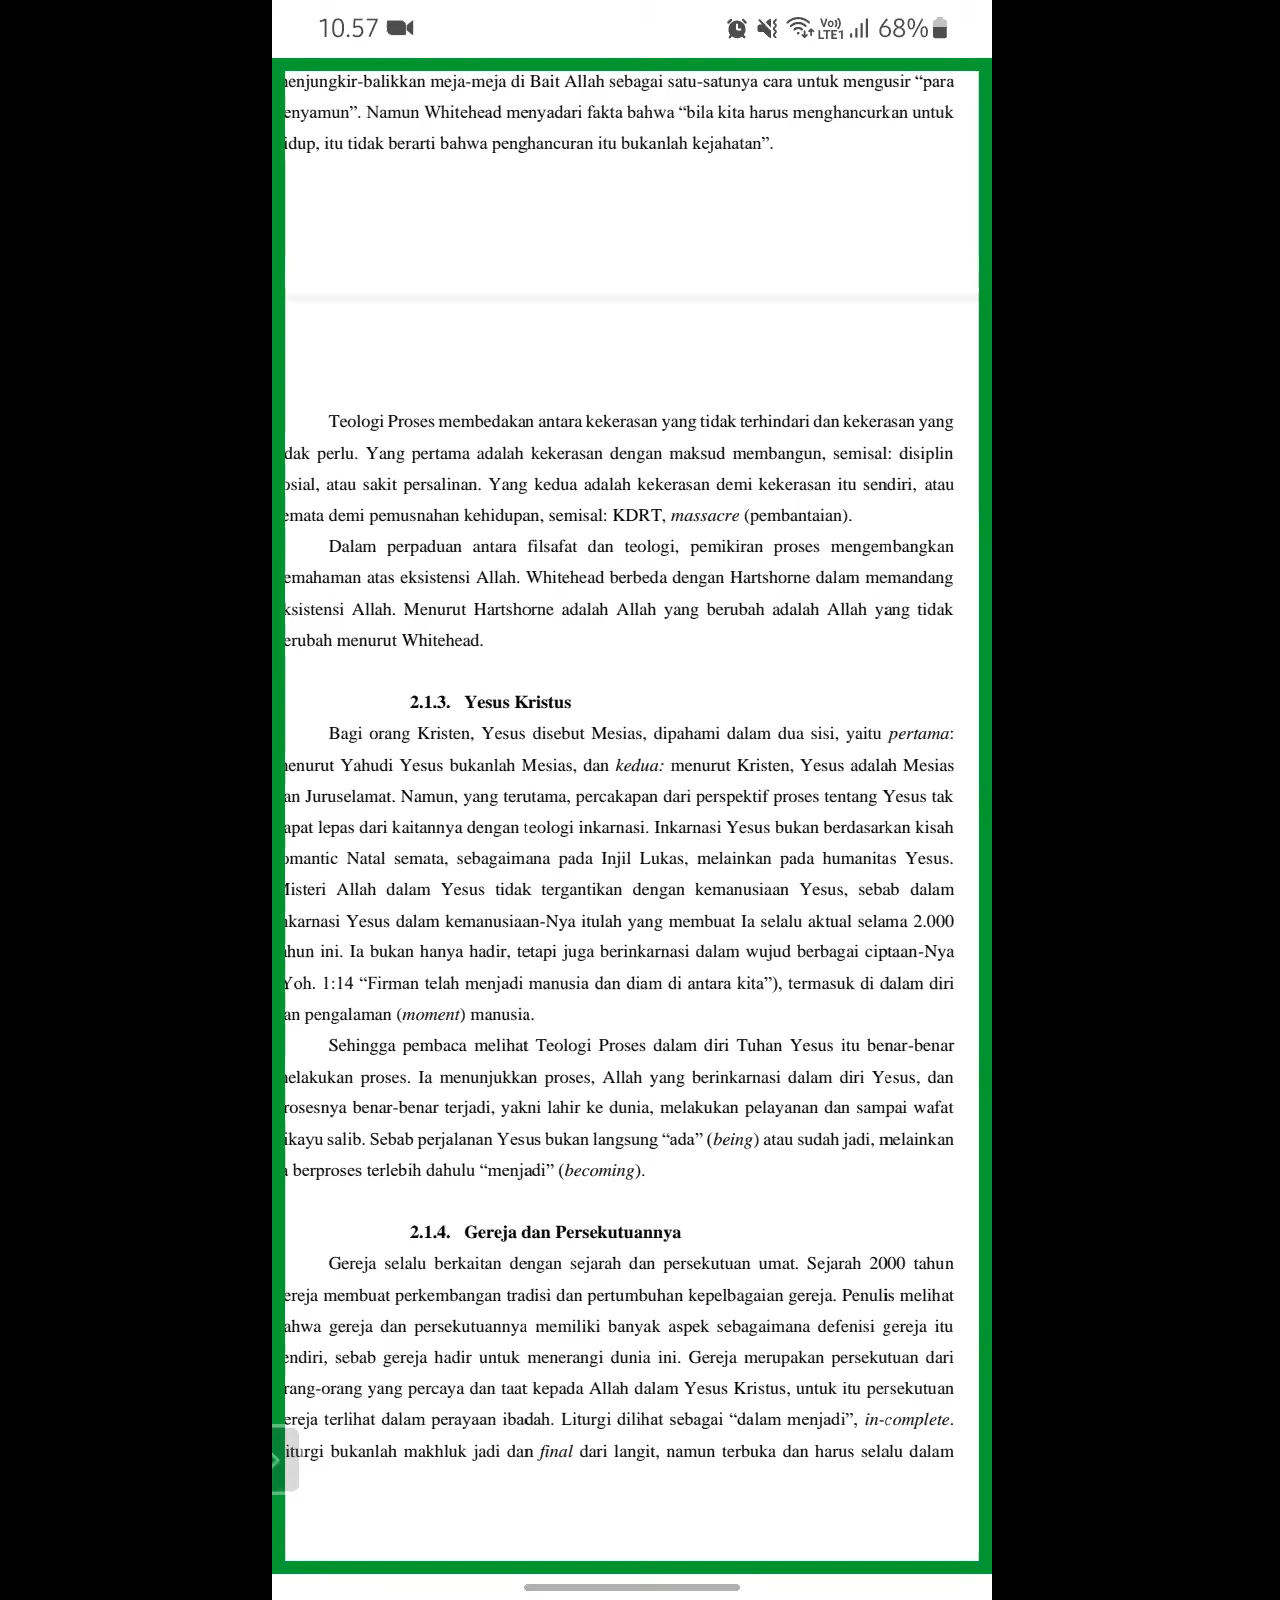 10.57 Vo)) LTE1 68%
enjungkir-balikkan meja-meja di Bait Allah sebagai satu-satunya cara untuk mengusir “para
enyamun”. Namun Whitehead menyadari fakta bahwa “bila kita harus menghancurkan untuk
idup, itu tidak berarti bahwa penghancuran itu bukanlah kejahatan”.
Teologi Proses membedakan antara kekerasan yang tidak terhindari dan kekerasan yang
dak perlu. Yang pertama adalah kekerasan dengan maksud membangun, semisal: disiplin
osial, atau sakit persalinan. Yang kedua adalah kekerasan demi kekerasan itu sendiri, atau
emata demi pemusnahan kehidupan, semisal: KDRT, massacre (pembantaian).
Dalam perpaduan antara filsafat dan teologi, pemikiran proses mengembangkan
emahaman atas eksistensi Allah. Whitehead berbeda dengan Hartshorne dalam memandang
ksistensi Allah. Menurut Hartshorne adalah Allah yang berubah adalah Allah yang tidak
erubah menurut Whitehead.
2.1.3. Yesus Kristus
Bagi orang Kristen, Yesus disebut Mesias, dipahami dalam dua sisi, yaitu pertama:
enurut Yahudi Yesus bukanlah Mesias, dan kedua: menurut Kristen, Yesus adalah Mesias
an Juruselamat. Namun, yang terutama, percakapan dari perspektif proses tentang Yesus tak
apat lepas dari kaitannya dengan teologi inkarnasi. Inkarnasi Yesus bukan berdasarkan kisah
omantic Natal semata, sebagaimana pada Injil Lukas, melainkan pada humanitas Yesus.
Misteri Allah dalam Yesus tidak tergantikan dengan kemanusiaan Yesus, sebab dalam
nkarnasi Yesus dalam kemanusiaan-Nya itulah yang membuat Ia selalu aktual selama 2.000
ahun ini. Ia bukan hanya hadir, tetapi juga berinkarnasi dalam wujud berbagai ciptaan-Nya
Yoh. 1:14 “Firman telah menjadi manusia dan diam di antara kita”), termasuk di dalam diri
an pengalaman (moment) manusia.
Sehingga pembaca melihat Teologi Proses dalam diri Tuhan Yesus itu benar-benar
elakukan proses. Ia menunjukkan proses, Allah yang berinkarnasi dalam diri Yesus, dan
rosesnya benar-benar terjadi, yakni lahir ke dunia, melakukan pelayanan dan sampai wafat
ikayu salib. Sebab perjalanan Yesus bukan langsung “ada” (being) atau sudah jadi, melainkan
a berproses terlebih dahulu “menjadi” (becoming).
2.1.4. Gereja dan Persekutuannya
Gereja selalu berkaitan dengan sejarah dan persekutuan umat. Sejarah 2000 tahun
ereja membuat perkembangan tradisi dan pertumbuhan kepelbagaian gereja. Penulis melihat
ahwa gereja dan persekutuannya memiliki banyak aspek sebagaimana defenisi gereja itu
endiri, sebab gereja hadir untuk menerangi dunia ini. Gereja merupakan persekutuan dari
rang-orang yang percaya dan taat kepada Allah dalam Yesus Kristus, untuk itu persekutuan
ereja terlihat dalam perayaan ibadah. Liturgi dilihat sebagai “dalam menjadi”, in-complete.
iturgi bukanlah makhluk jadi dan final dari langit, namun terbuka dan harus selalu dalam